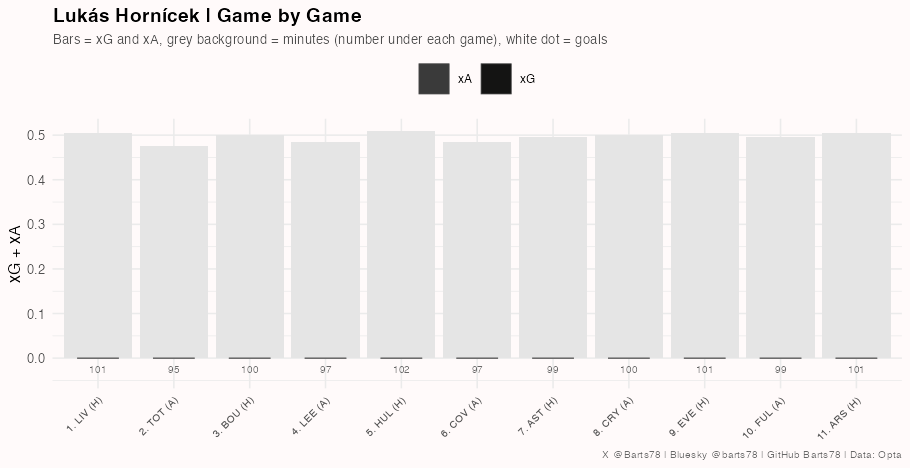 Lukás Hornícek | Game by Game
Bars = xG and xA, grey background = minutes (number under each game), white dot = goals
xA xG
xG + xA
0.5
0.4
0.3
0.2
0.1
0.0
101 95 100 97 102 97 99 100 101 99 101
1. LIV (H) 2. TOT (A) 3. BOU (H) 4. LEE (A) 5. HUL (H) 6. COV (A) 7. AST (H) 8. CRY (A) 9. EVE (H) 10. FUL (A) 11. ARS (H)
X @Barts78 | Bluesky @barts78 | GitHub Barts78 | Data: Opta